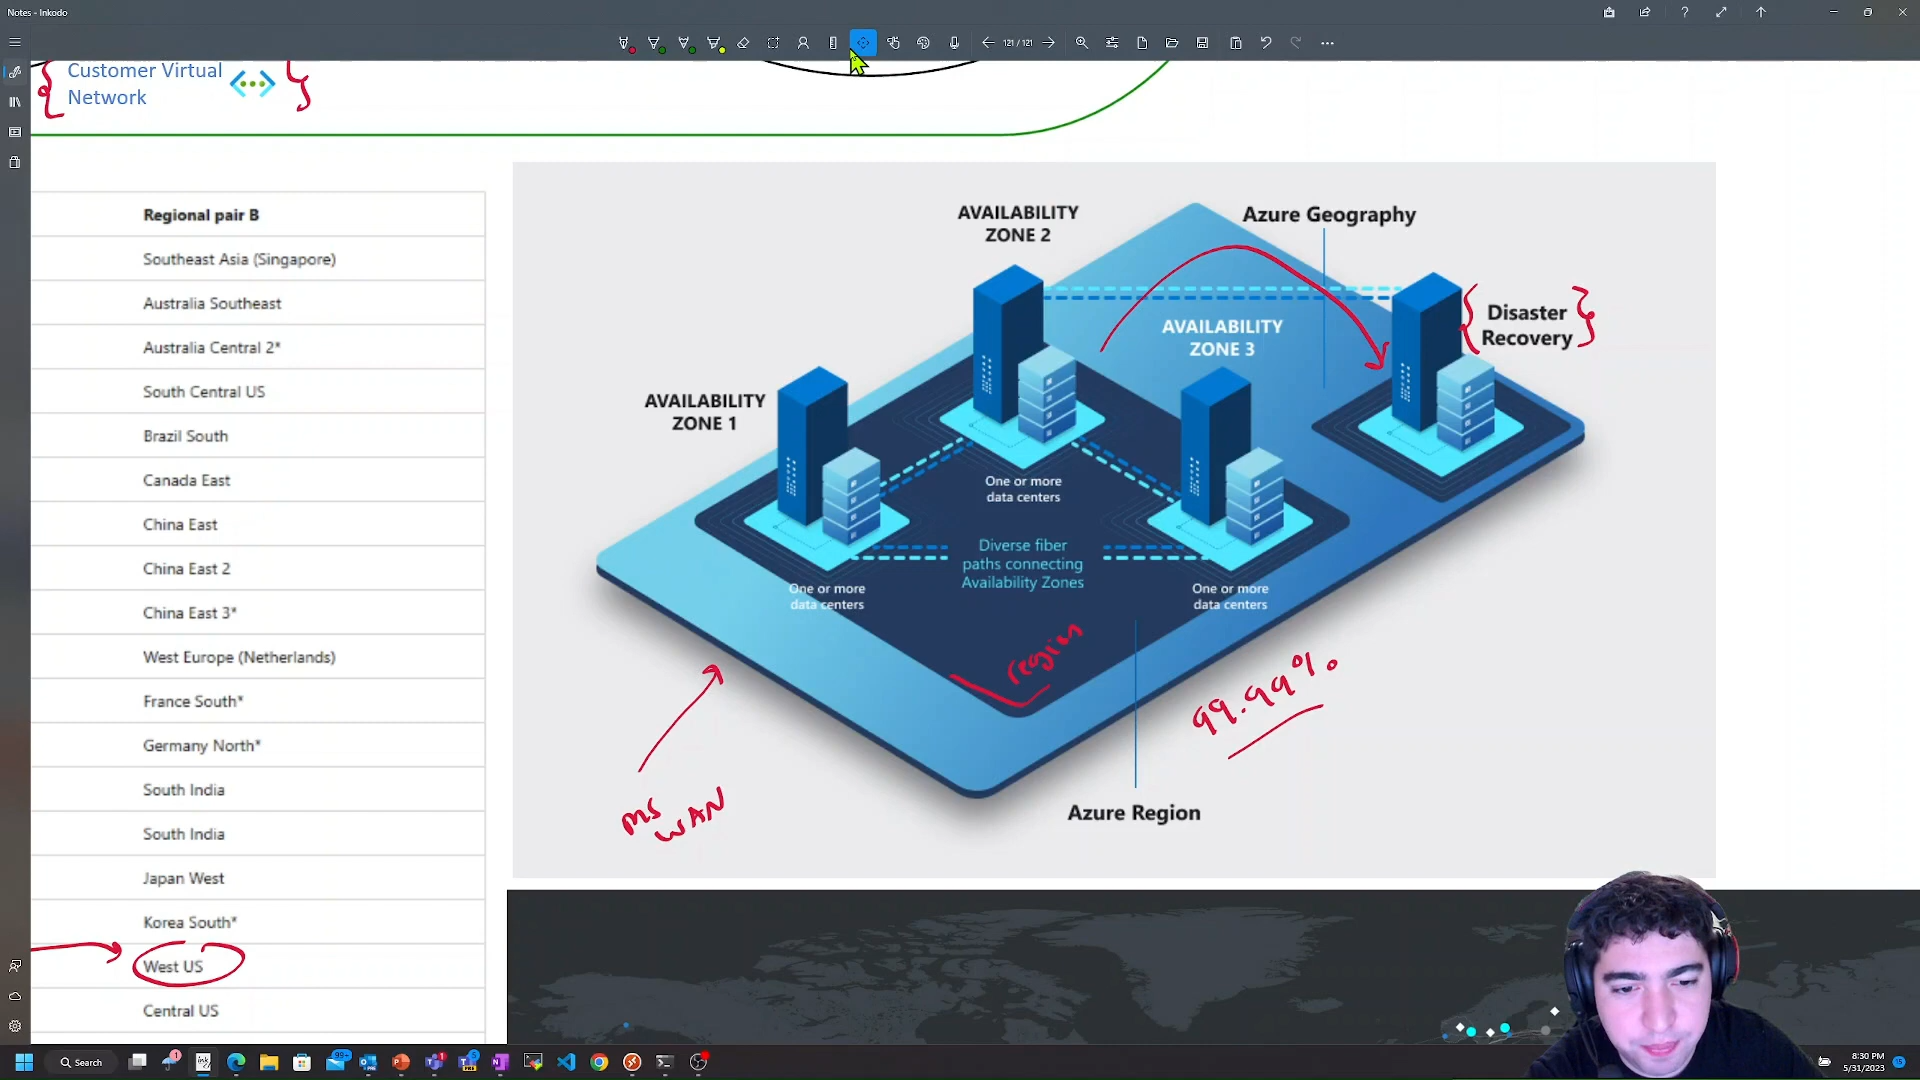 Notes - Inkodo
121 / 121
Customer Virtual
Network
Regional pair B
Southeast Asia (Singapore)
Australia Southeast
Australia Central 2*
South Central US
Brazil South
Canada East
China East
China East 2
China East 3*
West Europe (Netherlands)
France South*
Germany North*
South India
South India
Japan West
Korea South*
West US
Central US
AVAILABILITY
ZONE 2
Azure Geography
Disaster
Recovery
AVAILABILITY
ZONE 3
AVAILABILITY
ZONE 1
One or more
data centers
Diverse fiber
paths connecting
Availability Zones
One or more
data centers
One or more
data centers
region
99.99%
MS
WAN
Azure Region
Search
99+
8:30 PM
5/31/2023